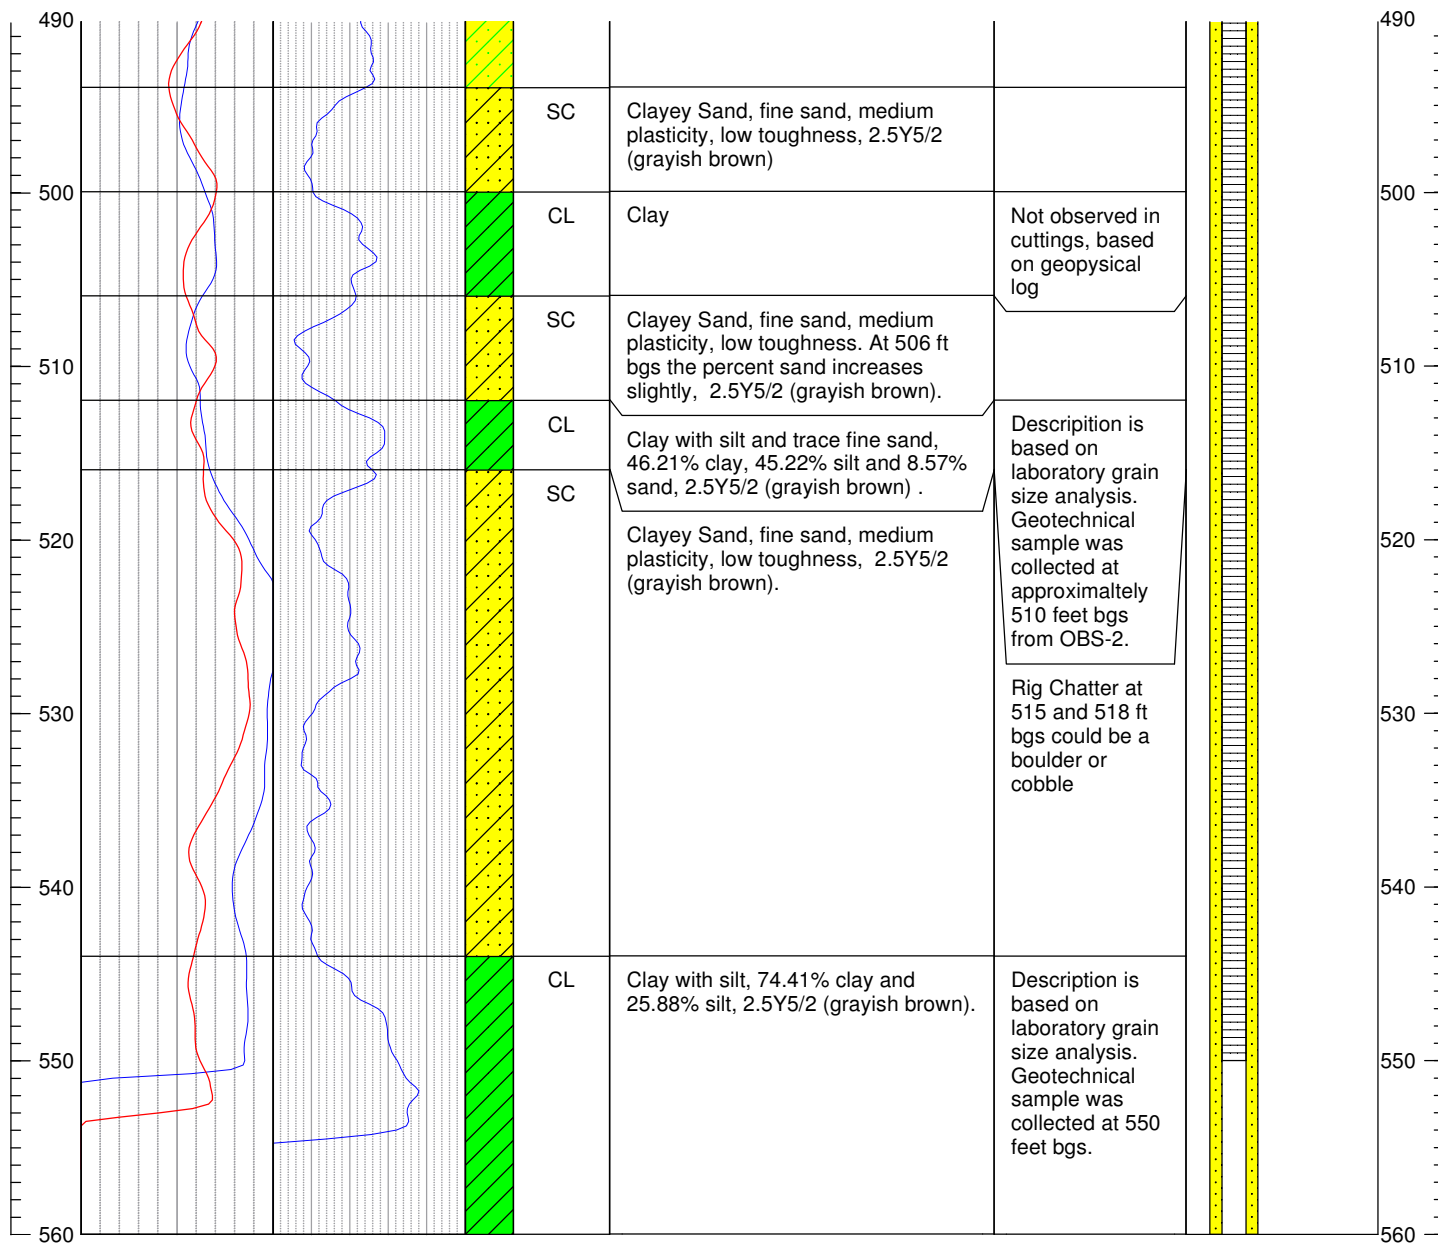 490
500
510
520
530
540
550
560
SC
CL
SC
CL
SC
CL
Clayey Sand, fine sand, medium
plasticity, low toughness, 2.5Y5/2
(grayish brown)
Clay
Clayey Sand, fine sand, medium
plasticity, low toughness. At 506 ft
bgs the percent sand increases
slightly, 2.5Y5/2 (grayish brown).
Clay with silt and trace fine sand,
46.21% clay, 45.22% silt and 8.57%
sand, 2.5Y5/2 (grayish brown) .
Clayey Sand, fine sand, medium
plasticity, low toughness, 2.5Y5/2
(grayish brown).
Clay with silt, 74.41% clay and
25.88% silt, 2.5Y5/2 (grayish brown).
Not observed in
cuttings, based
on geopysical
log
Descripition is
based on
laboratory grain
size analysis.
Geotechnical
sample was
collected at
approximaltely
510 feet bgs
from OBS-2.
Rig Chatter at
515 and 518 ft
bgs could be a
boulder or
cobble
Description is
based on
laboratory grain
size analysis.
Geotechnical
sample was
collected at 550
feet bgs.
490
500
510
520
530
540
550
560